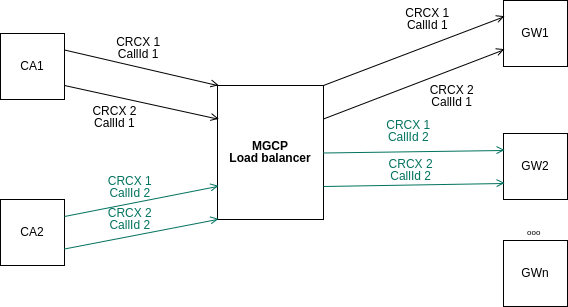 CA1
CRCX 1
CallId 1
CRCX 2
CallId 1
CRCX 1
CallId 2
CRCX 2
CallId 2
CA2
MGCP
Load balancer
CRCX 1
CallId 1
CRCX 2
CallId 1
CRCX 1
CallId 2
CRCX 2
CallId 2
GW1
GW2
ooo
GWn